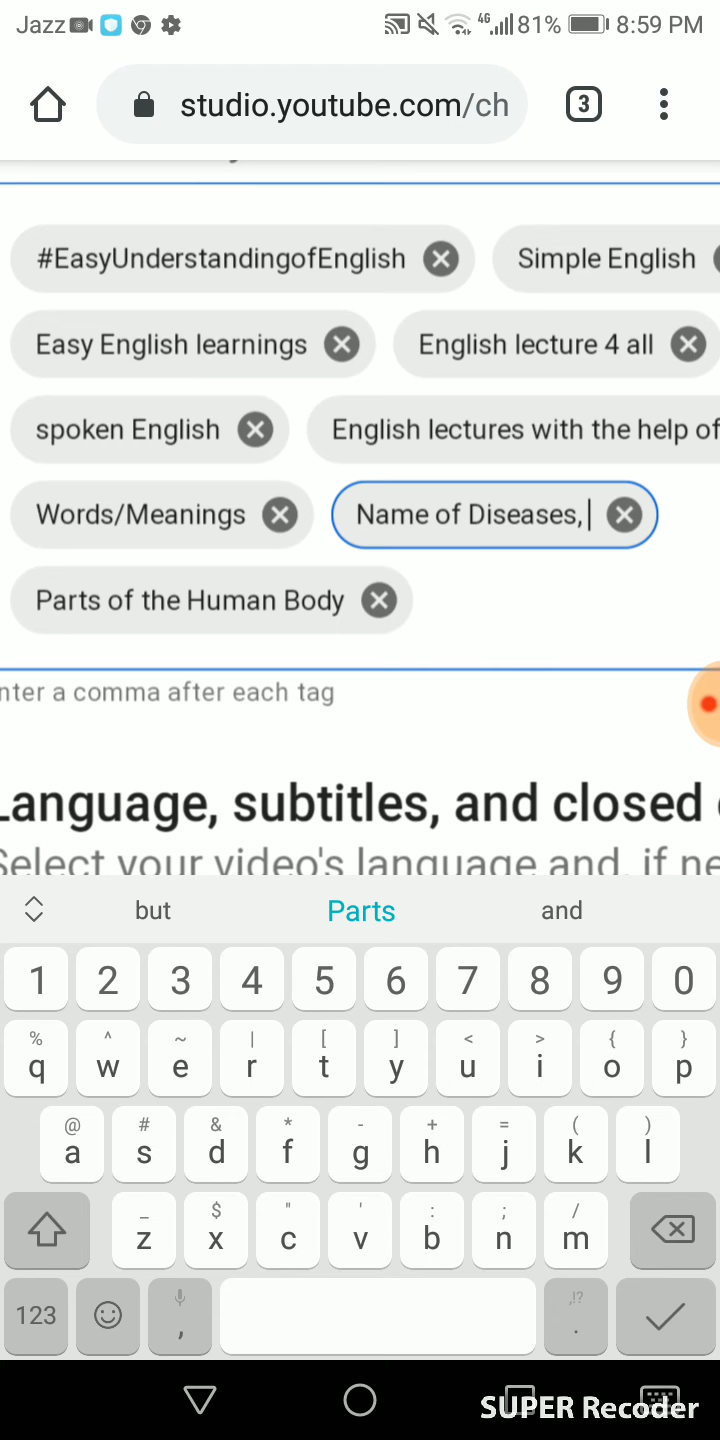 Jazz 4G 81% 8:59 PM
studio.youtube.com/ch 3
#EasyUnderstandingofEnglish Simple English
Easy English learnings English lecture 4 all
spoken English English lectures with the help of
Words/Meanings Name of Diseases,
Parts of the Human Body
nter a comma after each tag
Language, subtitles, and closed
Select your video's language and, if ne
but Parts and
1 2 3 4 5 6 7 8 9 0
% ^ ~ | [ ] < > { }
q w e r t y u i o p
@ # & * - + = ( )
a s d f g h j k l
_ $ " ' : ; /
z x c v b n m
123 , ,!? .
SUPER Recoder